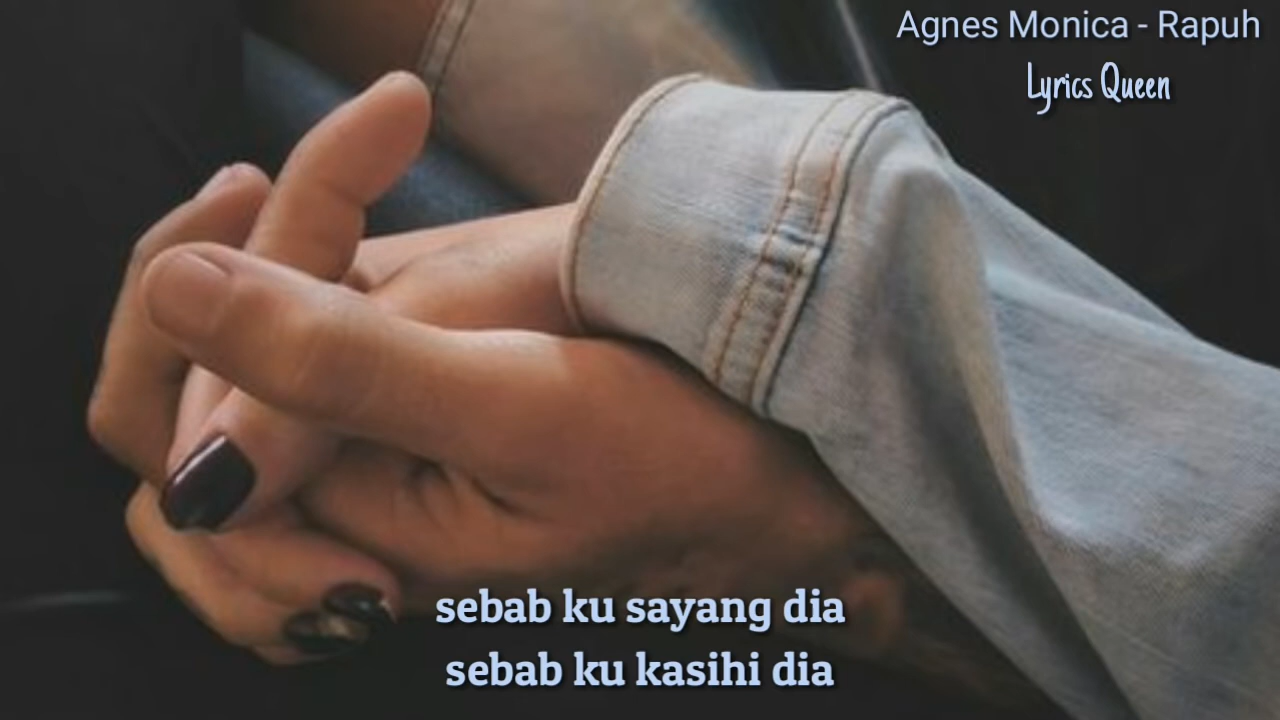 Agnes Monica - Rapuh
Lyrics Queen
sebab ku sayang dia
sebab ku kasihi dia